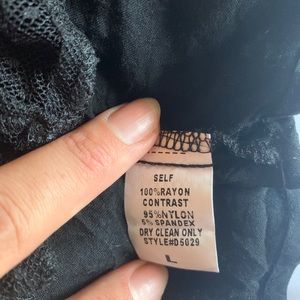 SELF
100%RAYON
CONTRAST
95%NYLON
5% SPANDEX
DRY CLEAN ONLY
STYLE#D5029
L